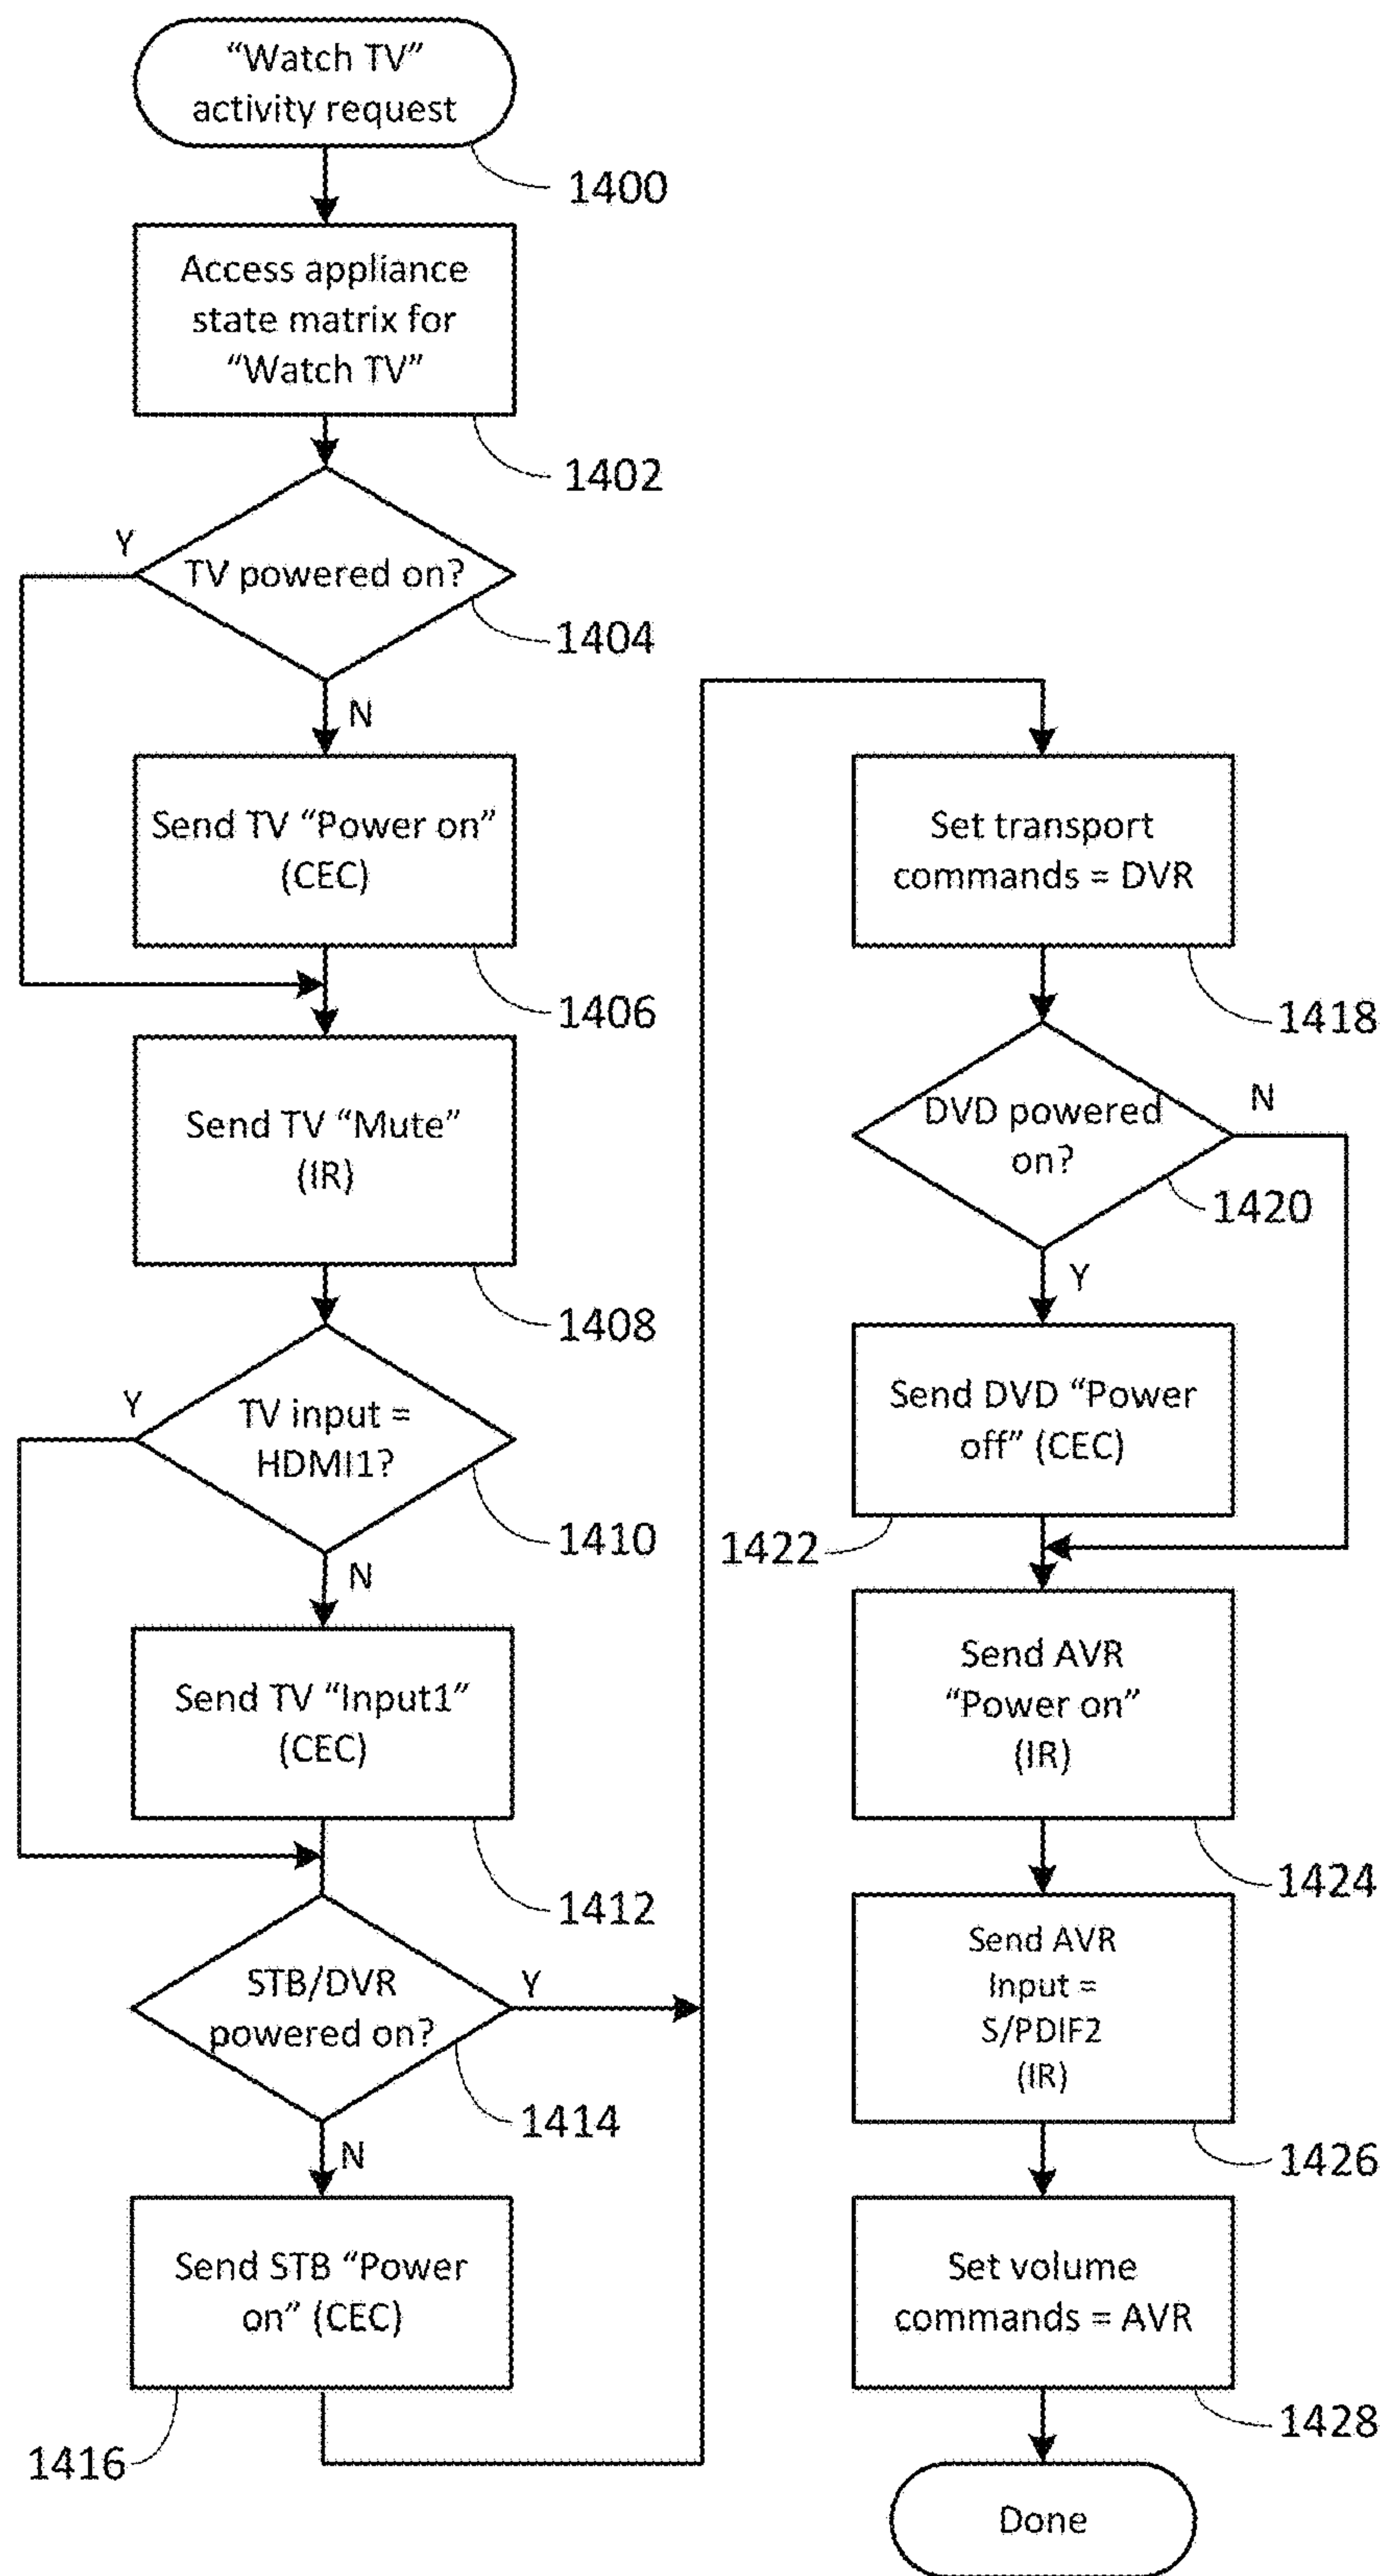 “Watch TV”
activity request
1400
Access appliance
state matrix for
“Watch TV”
1402
Y
TV powered on?
1404
N
Send TV “Power on”
(CEC)
1406
Send TV “Mute”
(IR)
1408
Y
TV input =
HDMI1?
1410
N
Send TV “Input1”
(CEC)
1412
STB/DVR
powered on?
Y
1414
N
Send STB “Power
on” (CEC)
1416
Set transport
commands = DVR
1418
DVD powered
on?
N
1420
Y
Send DVD “Power
off” (CEC)
1422
Send AVR
“Power on”
(IR)
1424
Send AVR
Input =
S/PDIF2
(IR)
1426
Set volume
commands = AVR
1428
Done